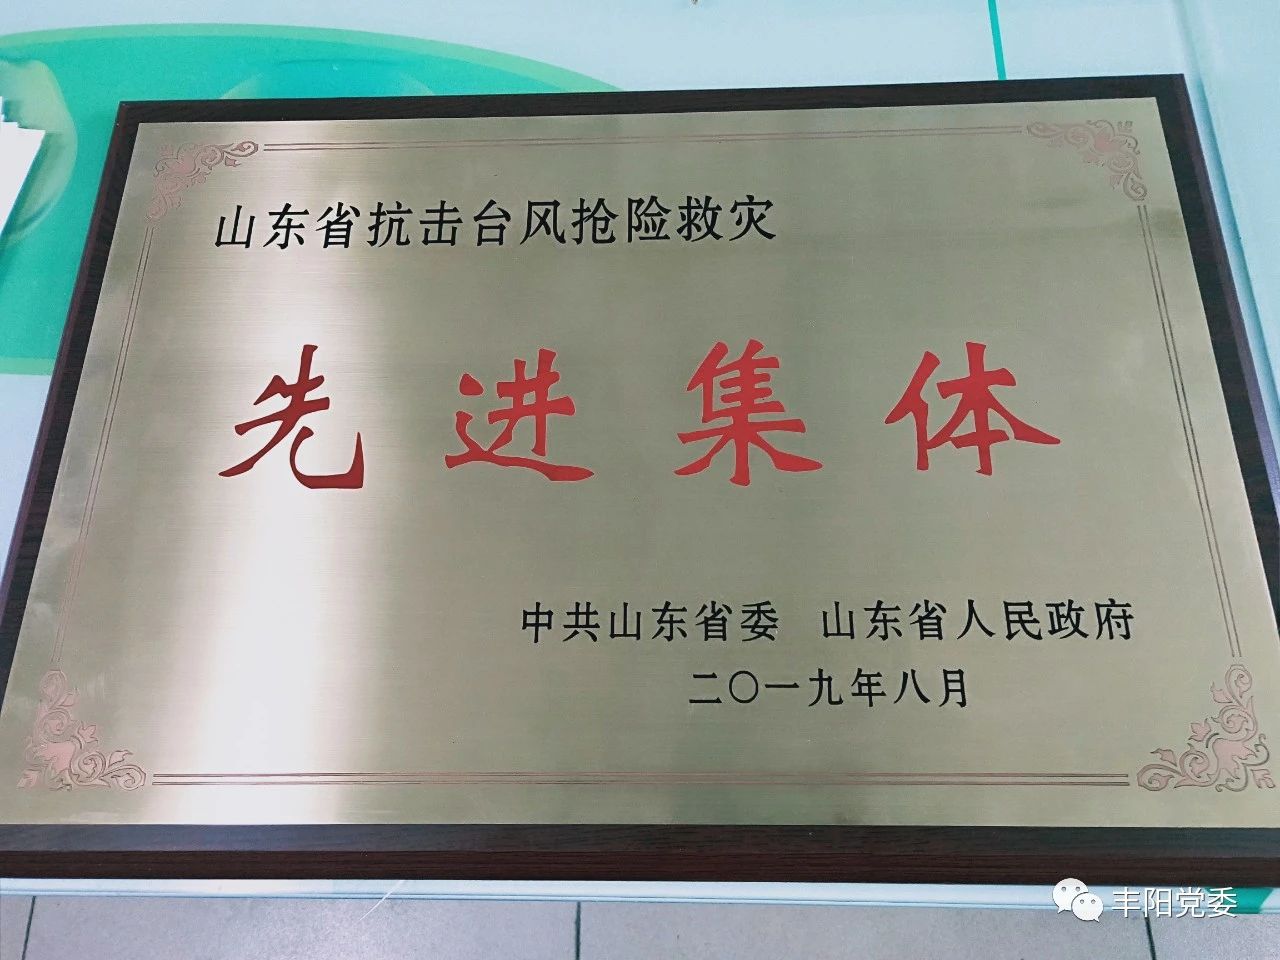 山东省抗击台风抢险救灾
先进集体
中共山东省委 山东省人民政府
二〇一九年八月
丰阳党委